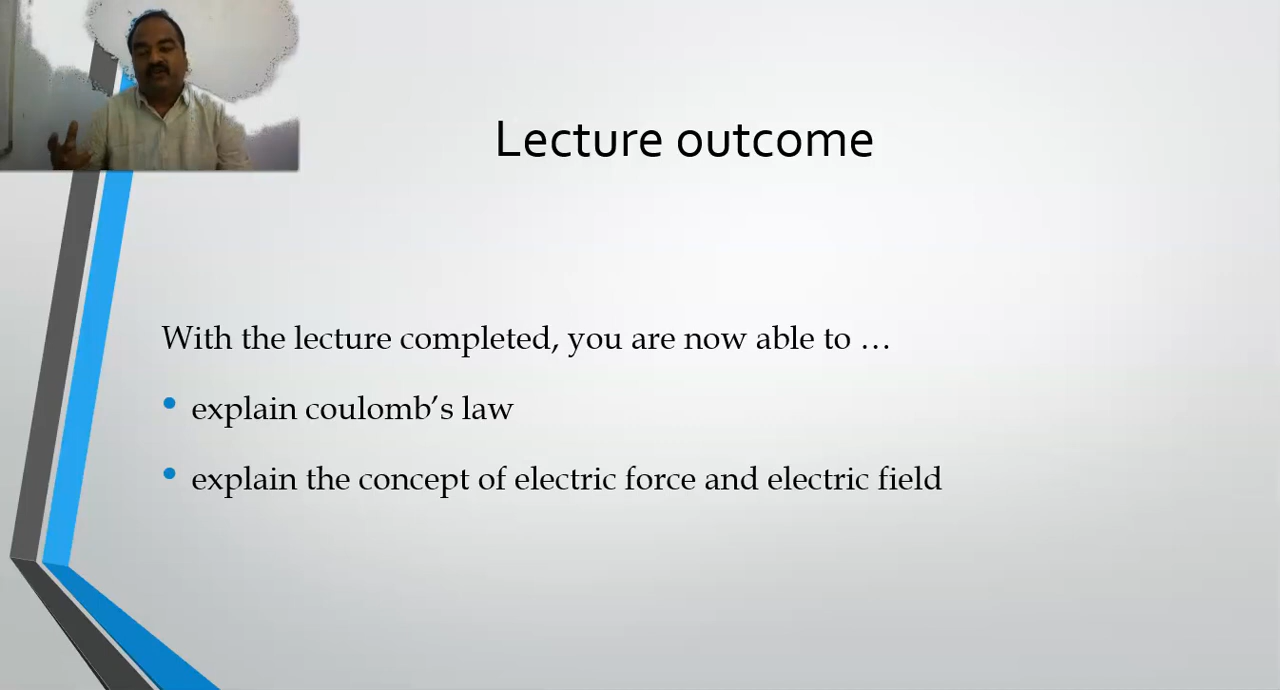 Lecture outcome
With the lecture completed, you are now able to …
• explain coulomb’s law
• explain the concept of electric force and electric field